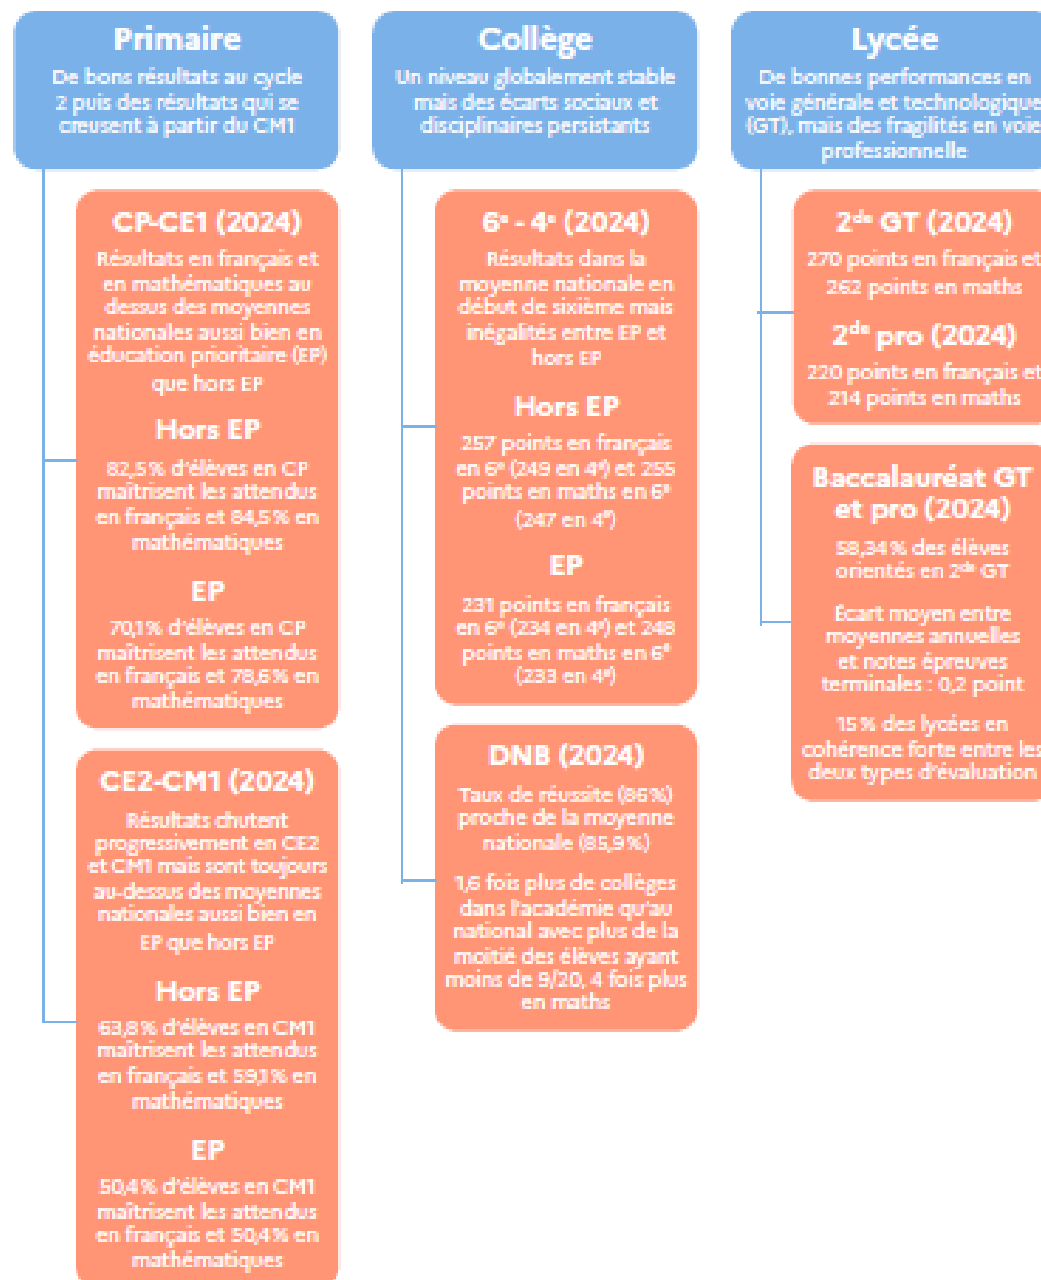 Primaire
De bons résultats au cycle
2 puis des résultats qui se
creusent à partir du CM1
CP-CE1 (2024)
Résultats en français et
en mathématiques au
dessus des moyennes
nationales aussi bien en
éducation prioritaire (EP)
que hors EP
Hors EP
82,5% d'élèves en CP
maîtrisent les attendus
en français et 84,5% en
mathématiques
EP
70,1% d'élèves en CP
maîtrisent les attendus
en français et 78,6% en
mathématiques
CE2-CM1 (2024)
Résultats chutent
progressivement en CE2
et CM1 mais sont toujours
au-dessus des moyennes
nationales aussi bien en
EP que hors EP
Hors EP
63,8% d'élèves en CM1
maîtrisent les attendus
en français et 59,1% en
mathématiques
EP
50,4% d'élèves en CM1
maîtrisent les attendus
en français et 50,4% en
mathématiques
Collège
Un niveau globalement stable
mais des écarts sociaux et
disciplinaires persistants
6e - 4e (2024)
Résultats dans la
moyenne nationale en
début de sixième mais
inégalités entre EP et
hors EP
Hors EP
257 points en français
en 6e (249 en 4e) et 255
points en maths en 6e
(247 en 4e)
EP
231 points en français
en 6e (234 en 4e) et 248
points en maths en 6e
(233 en 4e)
DNB (2024)
Taux de réussite (86%)
proche de la moyenne
nationale (85,9%)
1,6 fois plus de collèges
dans l'académie qu'au
national avec plus de la
moitié des élèves ayant
moins de 9/20, 4 fois plus
en maths
Lycée
De bonnes performances en
voie générale et technologique
(GT), mais des fragilités en voie
professionnelle
2de GT (2024)
270 points en français et
262 points en maths
2de pro (2024)
220 points en français et
214 points en maths
Baccalauréat GT
et pro (2024)
58,34% des élèves
orientés en 2de GT
Écart moyen entre
moyennes annuelles
et notes épreuves
terminales : 0,2 point
15% des lycées en
cohérence forte entre les
deux types d'évaluation